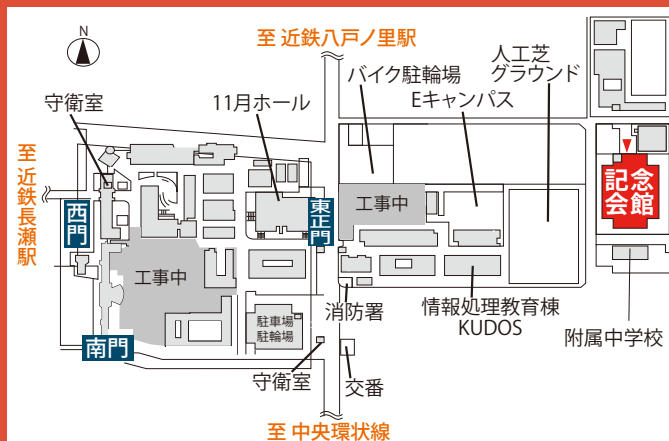 N
至 近鉄八戸ノ里駅
人工芝
グラウンド
バイク駐輪場
守衛室
11月ホール
Eキャンパス
至 近鉄長瀬駅
西門
東正門
工事中
記念
会館
工事中
消防署
情報処理教育棟
KUDOS
駐車場
駐輪場
附属中学校
南門
守衛室
交番
至 中央環状線